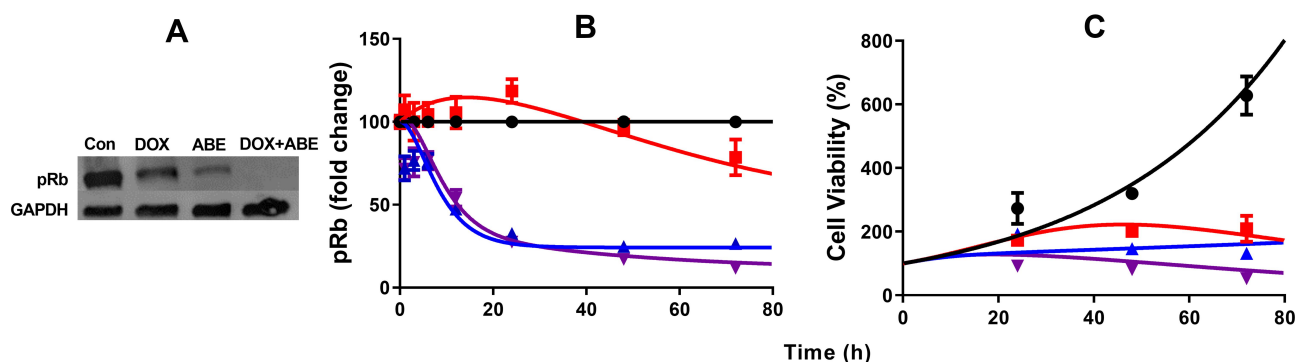 A
Con DOX ABE DOX+ABE
pRb
GAPDH
B
pRb (fold change)
150
100
50
0
0 20 40 60 80
C
Cell Viability (%)
800
600
400
200
0
0 20 40 60 80
Time (h)